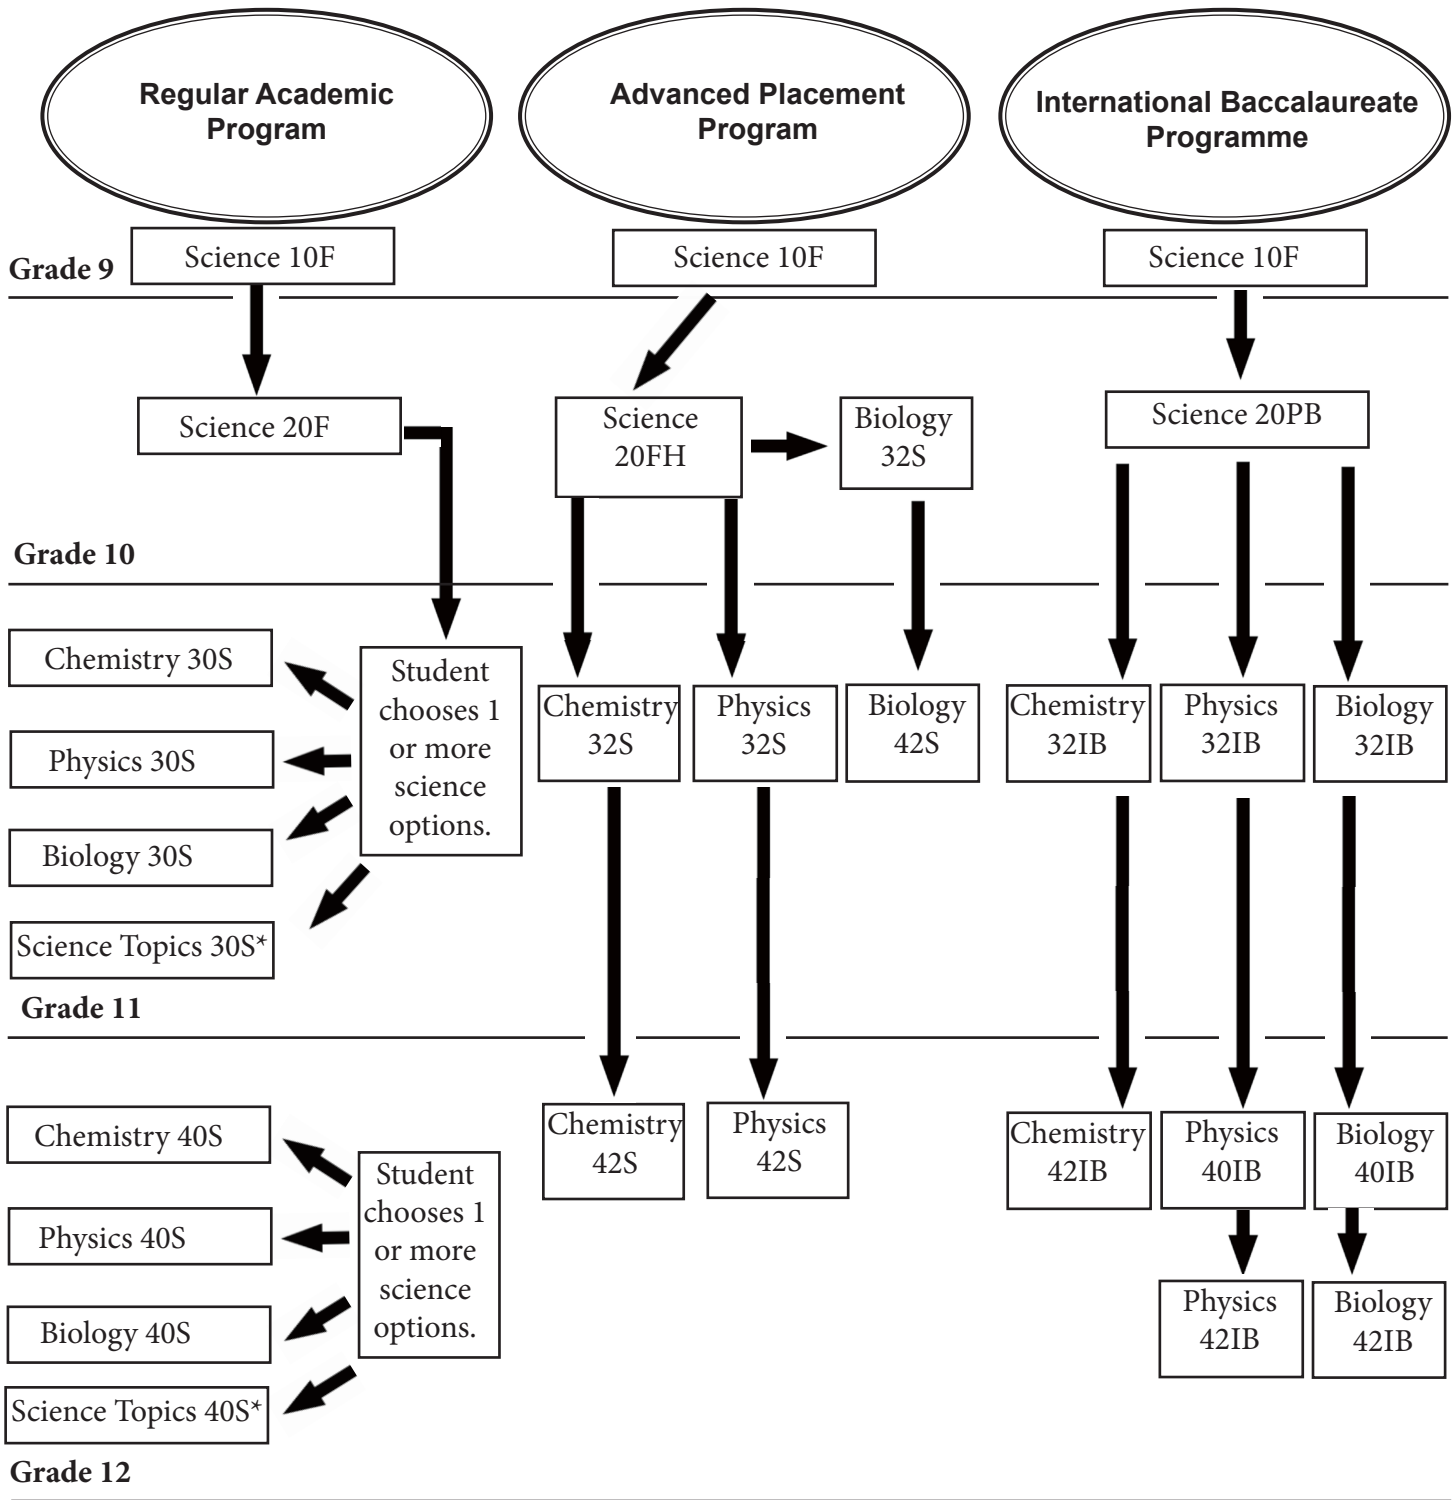 Regular Academic
Program
Advanced Placement
Program
International Baccalaureate
Programme
Science 10F
Science 10F
Science 10F
Grade 9
Science 20F
Science
20FH
Biology
32S
Science 20PB
Grade 10
Chemistry 30S
Physics 30S
Biology 30S
Science Topics 30S*
Student
chooses 1
or more
science
options.
Chemistry
32S
Physics
32S
Biology
42S
Chemistry
32IB
Physics
32IB
Biology
32IB
Grade 11
Chemistry 40S
Physics 40S
Biology 40S
Science Topics 40S*
Student
chooses 1
or more
science
options.
Chemistry
42S
Physics
42S
Chemistry
42IB
Physics
40IB
Biology
40IB
Physics
42IB
Biology
42IB
Grade 12